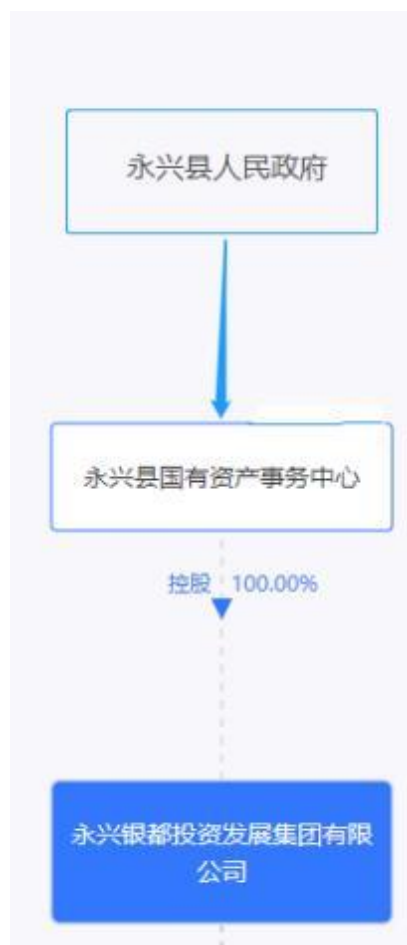 永兴县人民政府
永兴县国有资产事务中心
控股 100.00%
永兴银都投资发展集团有限
公司